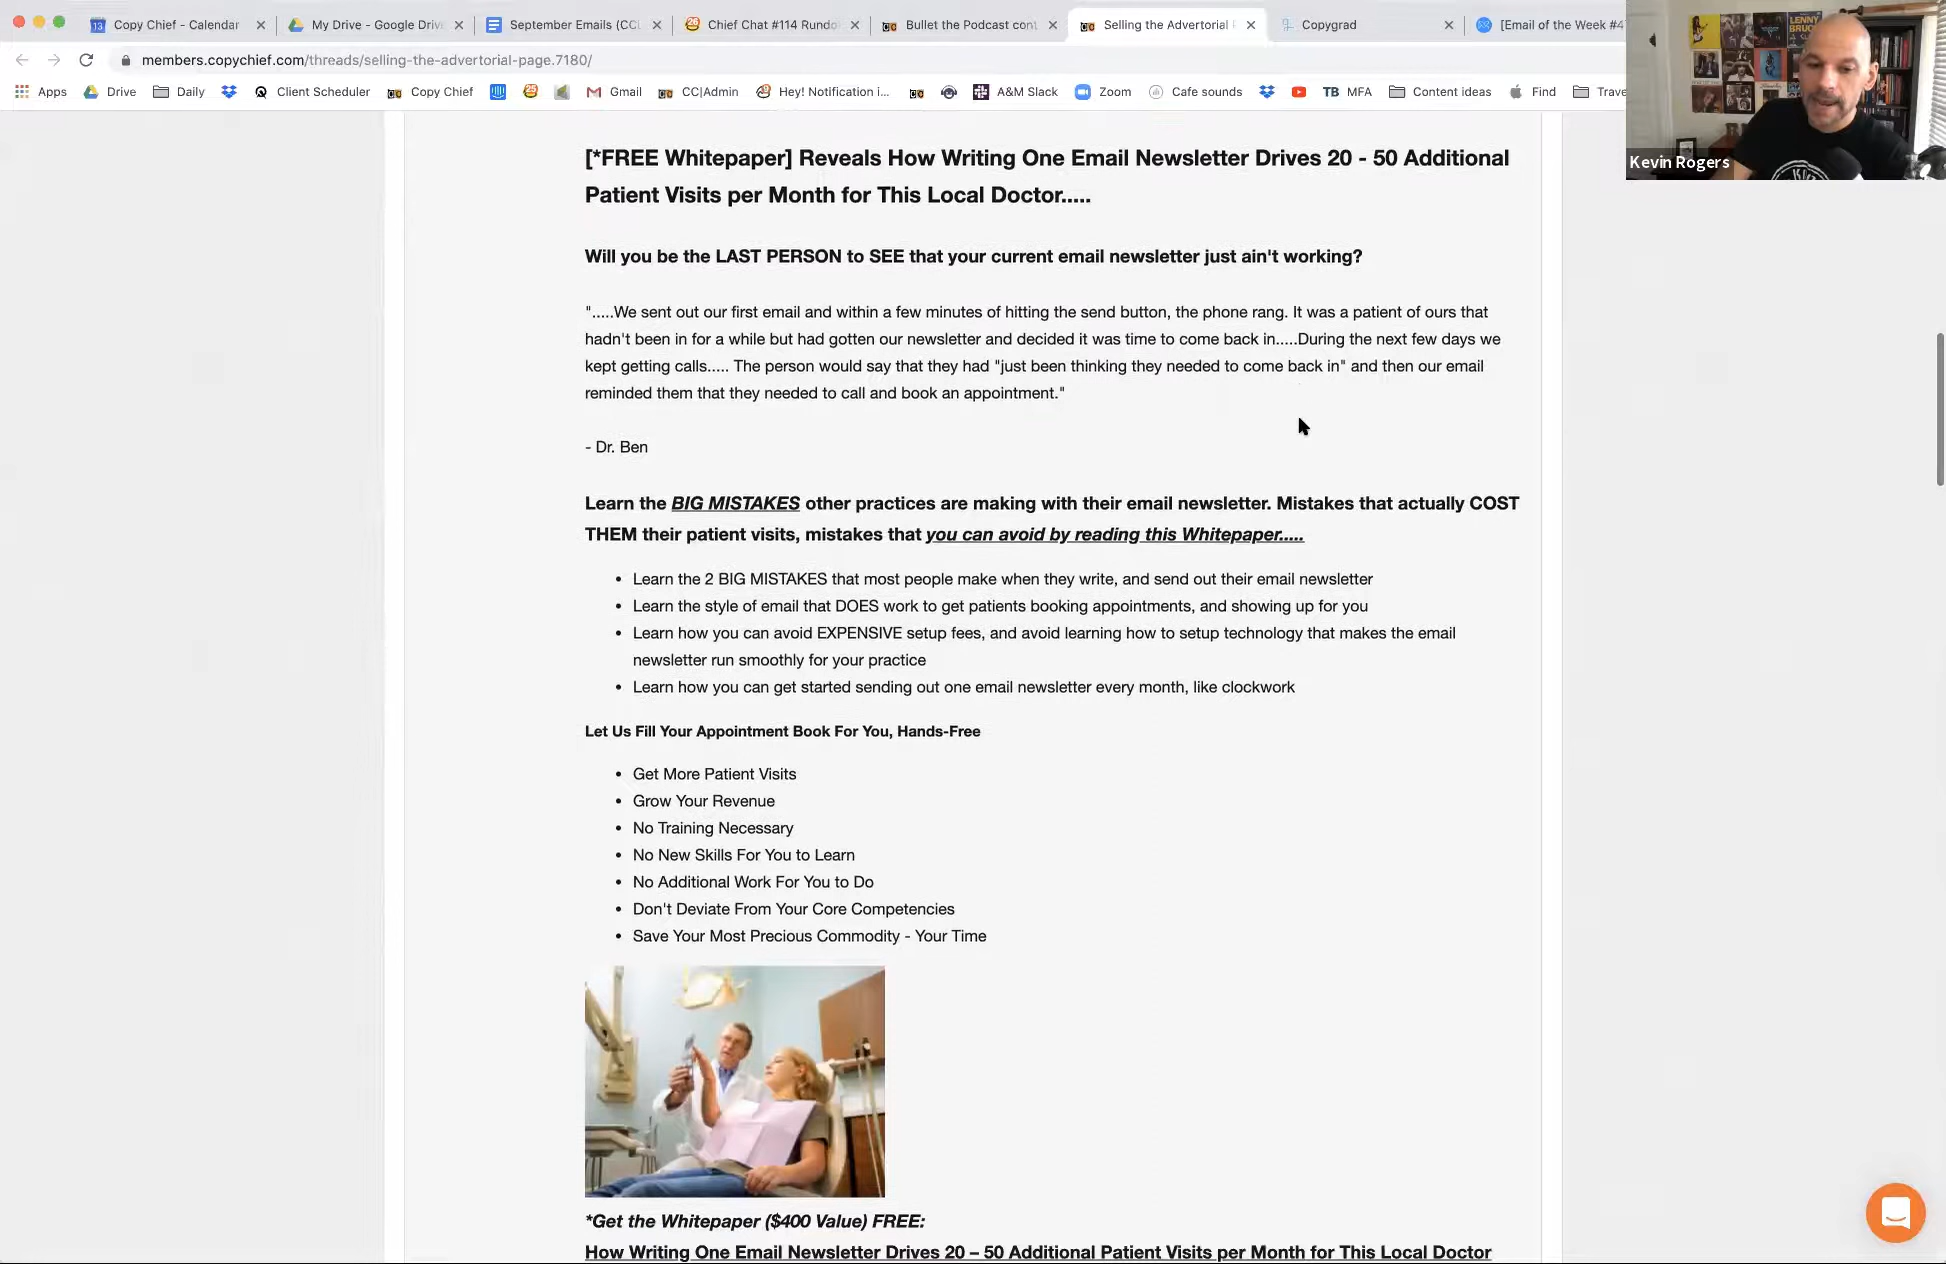 Copy Chief - Calendar
My Drive - Google Driv
September Emails (CCL
Chief Chat #114 Rundo
Bullet the Podcast cont
Selling the Advertorial
Copygrad
[Email of the Week #4
members.copychief.com/threads/selling-the-advertorial-page.7180/
Apps
Drive
Daily
Client Scheduler
Copy Chief
Gmail
CC|Admin
Hey! Notification i...
A&M Slack
Zoom
Cafe sounds
TB MFA
Content ideas
Find
Trave
LENNY
BRUCE
Kevin Rogers
[*FREE Whitepaper] Reveals How Writing One Email Newsletter Drives 20 - 50 Additional
Patient Visits per Month for This Local Doctor.....
Will you be the LAST PERSON to SEE that your current email newsletter just ain't working?
".....We sent out our first email and within a few minutes of hitting the send button, the phone rang. It was a patient of ours that
hadn't been in for a while but had gotten our newsletter and decided it was time to come back in.....During the next few days we
kept getting calls..... The person would say that they had "just been thinking they needed to come back in" and then our email
reminded them that they needed to call and book an appointment."
- Dr. Ben
Learn the BIG MISTAKES other practices are making with their email newsletter. Mistakes that actually COST
THEM their patient visits, mistakes that you can avoid by reading this Whitepaper.....
• Learn the 2 BIG MISTAKES that most people make when they write, and send out their email newsletter
• Learn the style of email that DOES work to get patients booking appointments, and showing up for you
• Learn how you can avoid EXPENSIVE setup fees, and avoid learning how to setup technology that makes the email
newsletter run smoothly for your practice
• Learn how you can get started sending out one email newsletter every month, like clockwork
Let Us Fill Your Appointment Book For You, Hands-Free
• Get More Patient Visits
• Grow Your Revenue
• No Training Necessary
• No New Skills For You to Learn
• No Additional Work For You to Do
• Don't Deviate From Your Core Competencies
• Save Your Most Precious Commodity - Your Time
*Get the Whitepaper ($400 Value) FREE:
How Writing One Email Newsletter Drives 20 – 50 Additional Patient Visits per Month for This Local Doctor